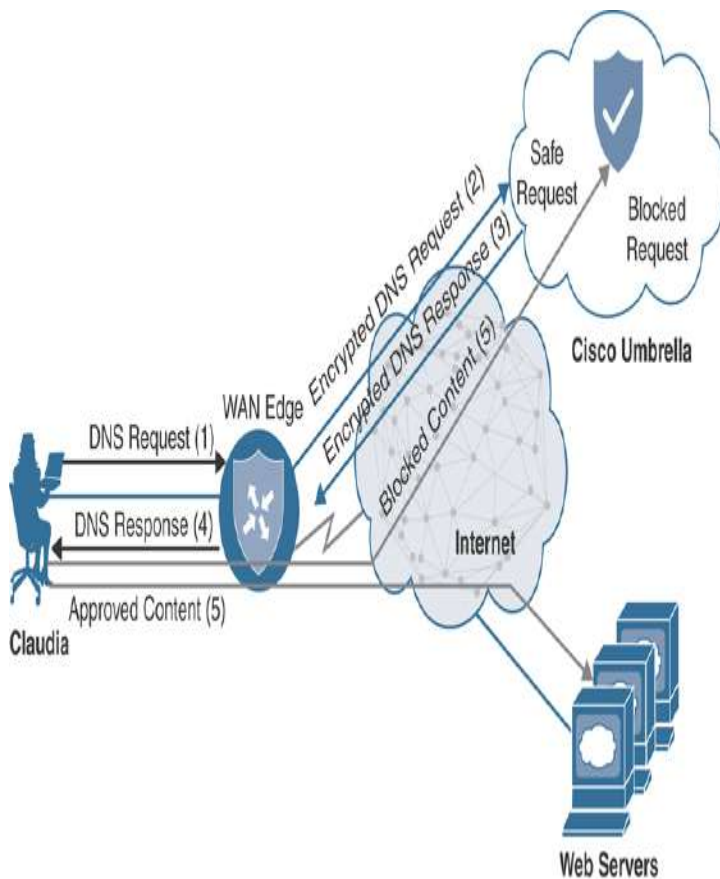 Safe
Request
Blocked
Request
Cisco Umbrella
Encrypted DNS Request (2)
Encrypted DNS Response (3)
Blocked Content (5)
WAN Edge
DNS Request (1)
DNS Response (4)
Internet
Approved Content (5)
Claudia
Web Servers